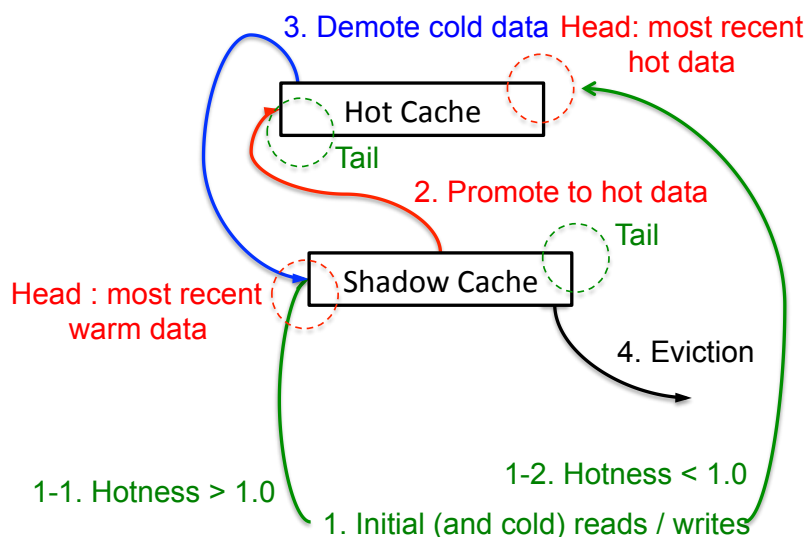 3. Demote cold data
Head: most recent
hot data
Hot Cache
Tail
2. Promote to hot data
Tail
Shadow Cache
Head : most recent
warm data
4. Eviction
1-1. Hotness > 1.0
1-2. Hotness < 1.0
1. Initial (and cold) reads / writes